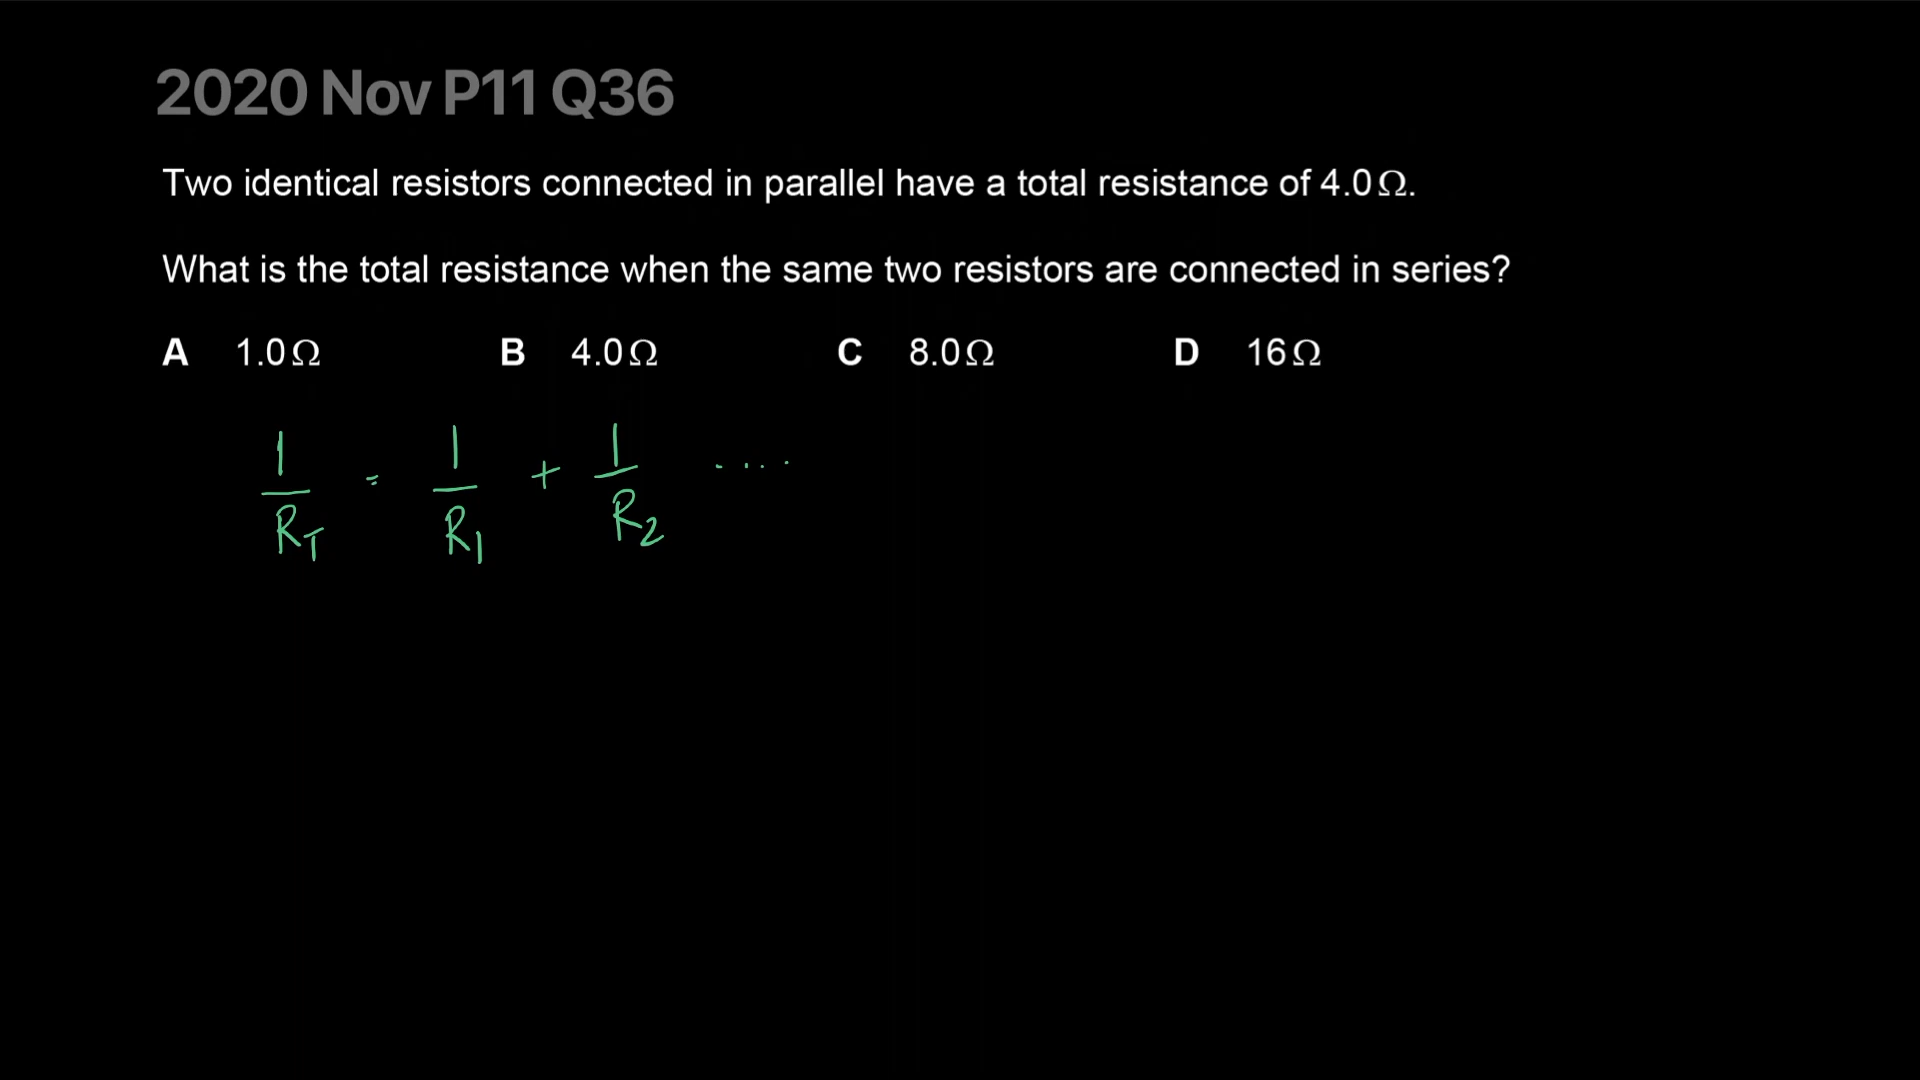 2020 Nov P11 Q36
Two identical resistors connected in parallel have a total resistance of 4.0 Ω.
What is the total resistance when the same two resistors are connected in series?
A 1.0 Ω B 4.0 Ω C 8.0 Ω D 16 Ω
1/R_T = 1/R_1 + 1/R_2 ....